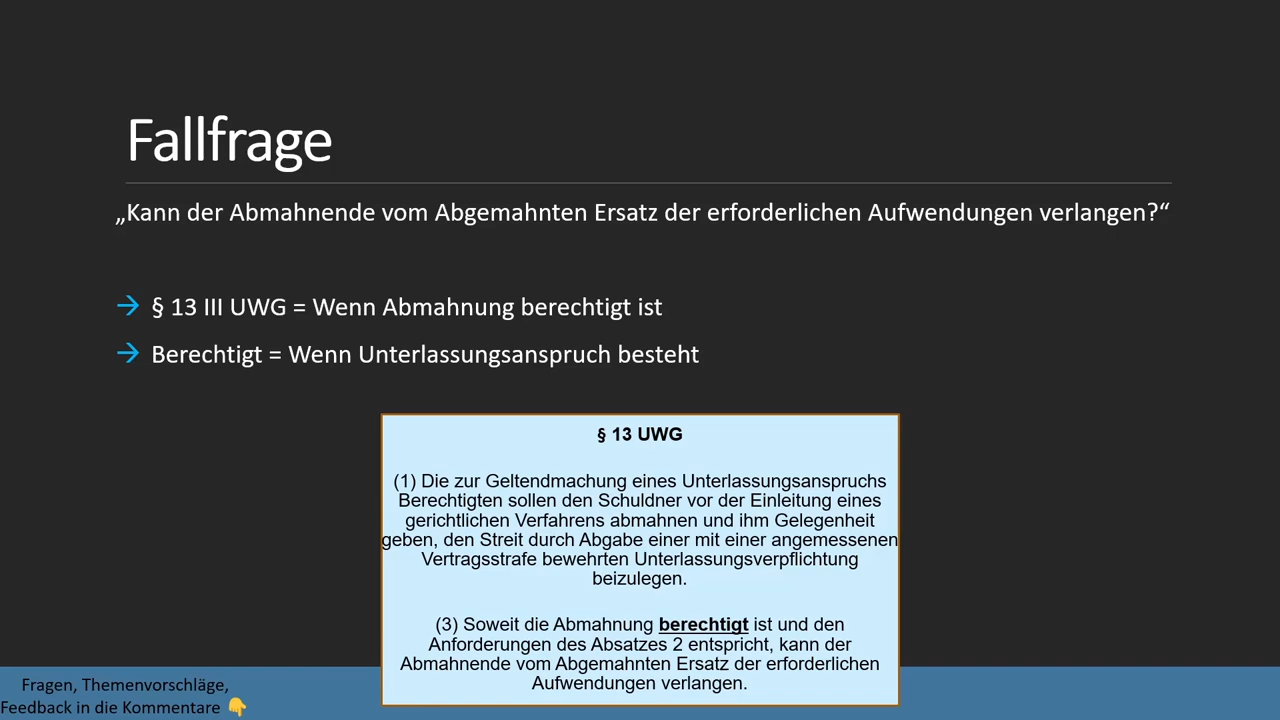 Fallfrage
„Kann der Abmahnende vom Abgemahnten Ersatz der erforderlichen Aufwendungen verlangen?“
→ § 13 III UWG = Wenn Abmahnung berechtigt ist
→ Berechtigt = Wenn Unterlassungsanspruch besteht
§ 13 UWG
(1) Die zur Geltendmachung eines Unterlassungsanspruchs
Berechtigten sollen den Schuldner vor der Einleitung eines
gerichtlichen Verfahrens abmahnen und ihm Gelegenheit
geben, den Streit durch Abgabe einer mit einer angemessenen
Vertragsstrafe bewehrten Unterlassungsverpflichtung
beizulegen.
(3) Soweit die Abmahnung berechtigt ist und den
Anforderungen des Absatzes 2 entspricht, kann der
Abmahnende vom Abgemahnten Ersatz der erforderlichen
Aufwendungen verlangen.
Fragen, Themenvorschläge,
Feedback in die Kommentare 👇